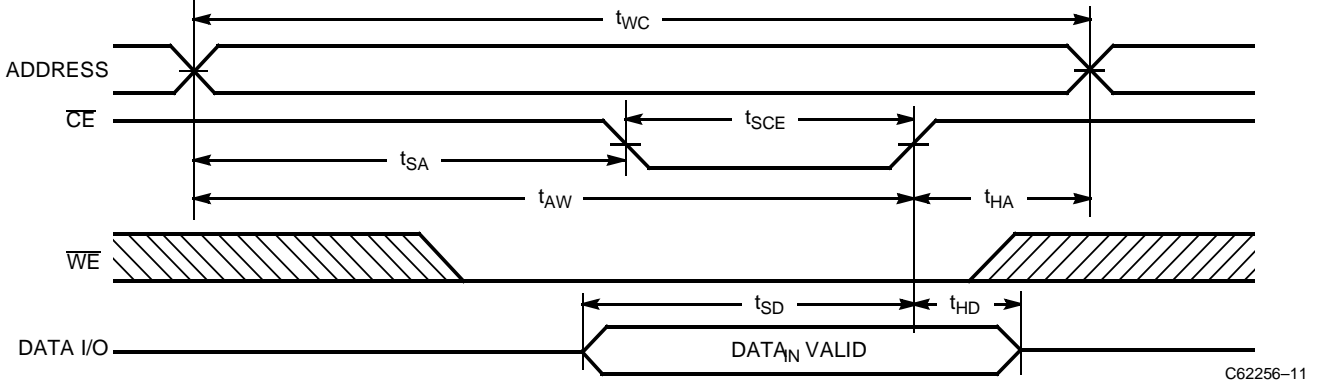 tWC
ADDRESS
CE
tSCE
tSA
tAW
tHA
WE
tSD
tHD
DATA I/O
DATAIN VALID
C62256–11